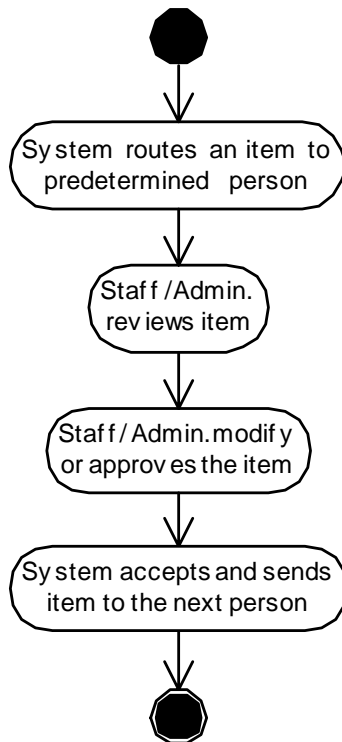 System routes an item to
predetermined person
Staff/Admin.
reviews item
Staff/Admin.modify
or approves the item
System accepts and sends
item to the next person